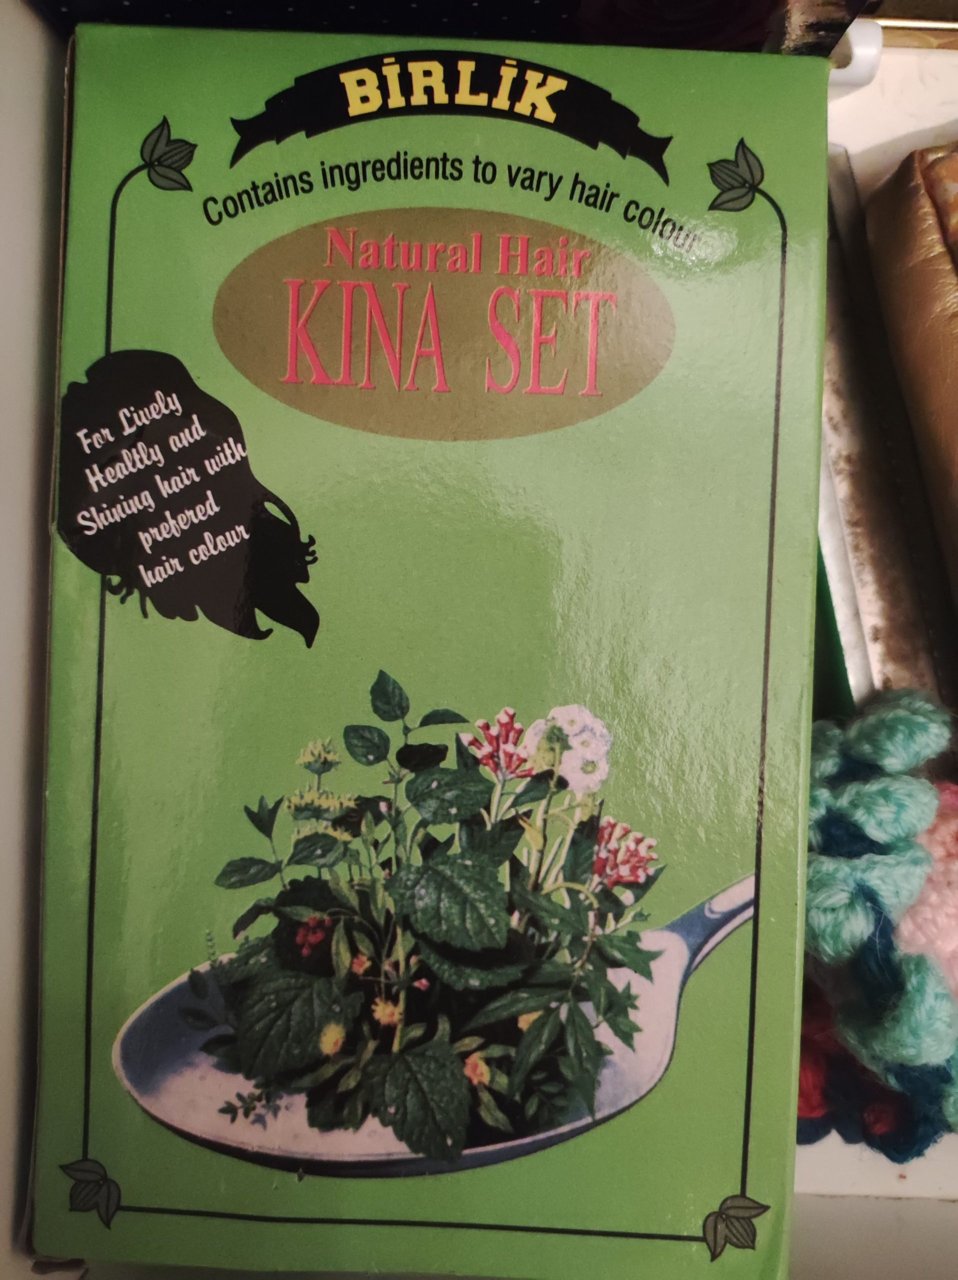 BİRLİK
Contains ingredients to vary hair colour
Natural Hair
KINA SET
For Lively
Healtly and
Shining hair with
prefered
hair colour